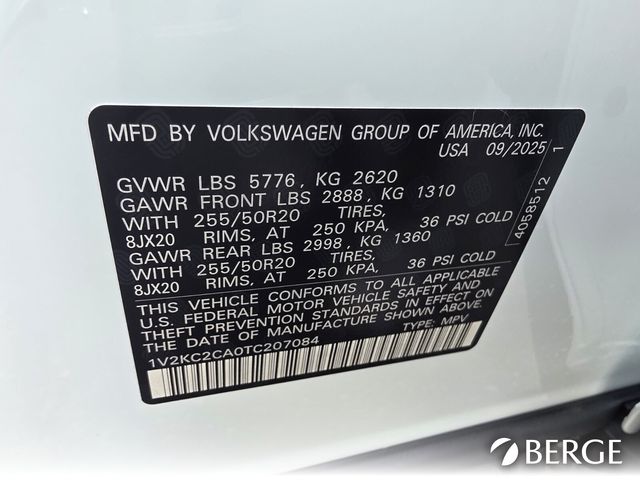 MFD BY VOLKSWAGEN GROUP OF AMERICA, INC.
USA 09/2025
GVWR LBS 5776, KG 2620
GAWR FRONT LBS 2888, KG 1310
WITH 255/50R20 TIRES,
8JX20 RIMS, AT 250 KPA, 36 PSI COLD
GAWR REAR LBS 2998, KG 1360
WITH 255/50R20 TIRES,
8JX20 RIMS, AT 250 KPA, 36 PSI COLD
THIS VEHICLE CONFORMS TO ALL APPLICABLE
U.S. FEDERAL MOTOR VEHICLE SAFETY AND
THEFT PREVENTION STANDARDS IN EFFECT ON
THE DATE OF MANUFACTURE SHOWN ABOVE.
1V2KC2CA0TC207084 TYPE: MPV
4058512 1
BERGE